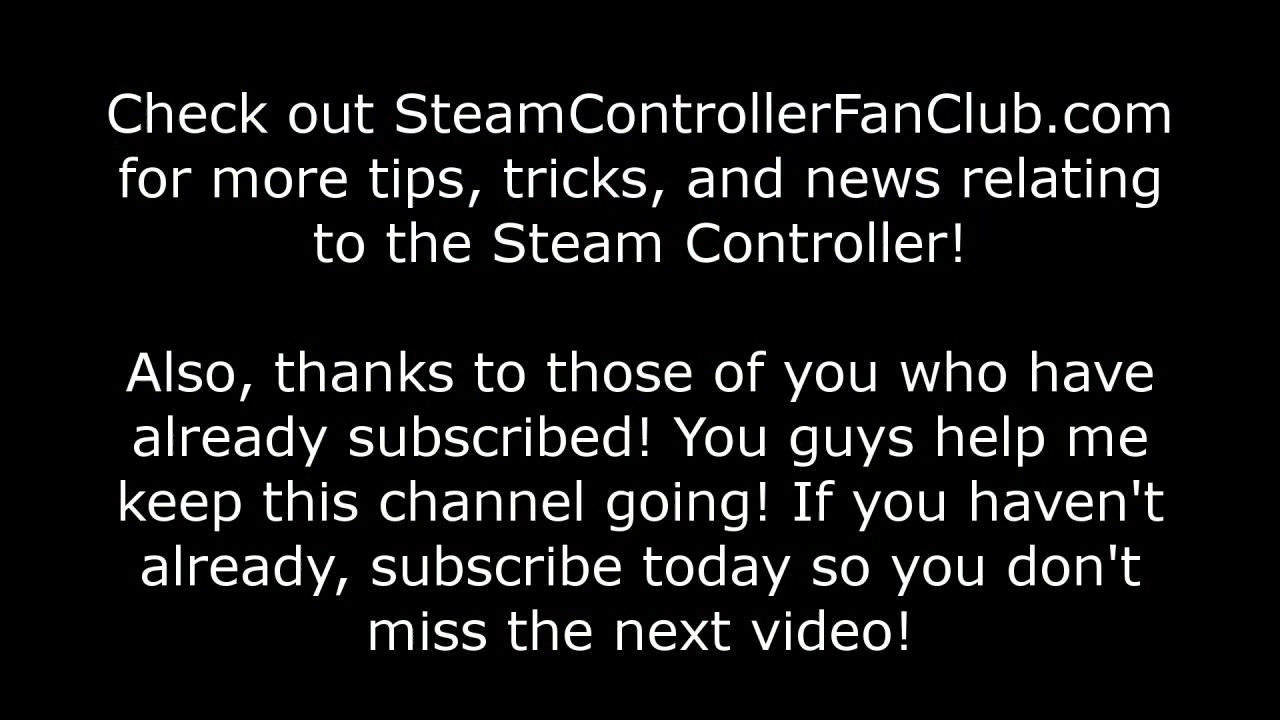 Check out SteamControllerFanClub.com
for more tips, tricks, and news relating
to the Steam Controller!
Also, thanks to those of you who have
already subscribed! You guys help me
keep this channel going! If you haven't
already, subscribe today so you don't
miss the next video!